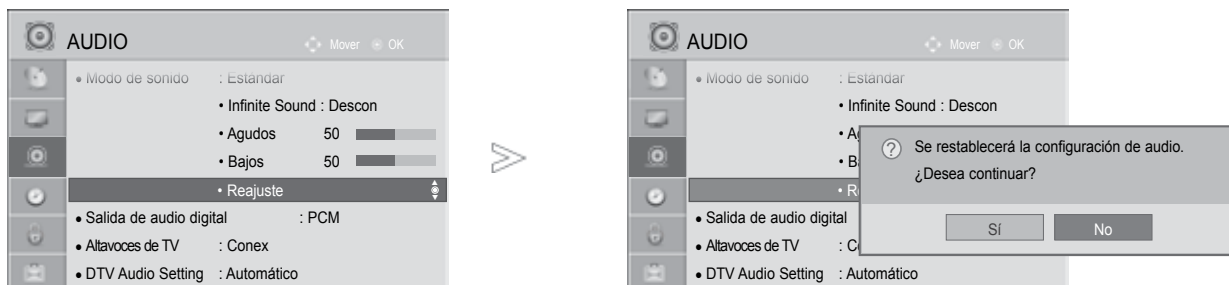 AUDIO Mover OK
• Modo de sonido : Estándar
• Infinite Sound : Descon
• Agudos 50
• Bajos 50
• Reajuste
• Salida de audio digital : PCM
• Altavoces de TV : Conex
• DTV Audio Setting : Automático
AUDIO Mover OK
• Modo de sonido : Estándar
• Infinite Sound : Descon
• A
• B
• R
• Salida de audio digital
• Altavoces de TV : C
• DTV Audio Setting : Automático
? Se restablecerá la configuración de audio.
¿Desea continuar?
Sí No